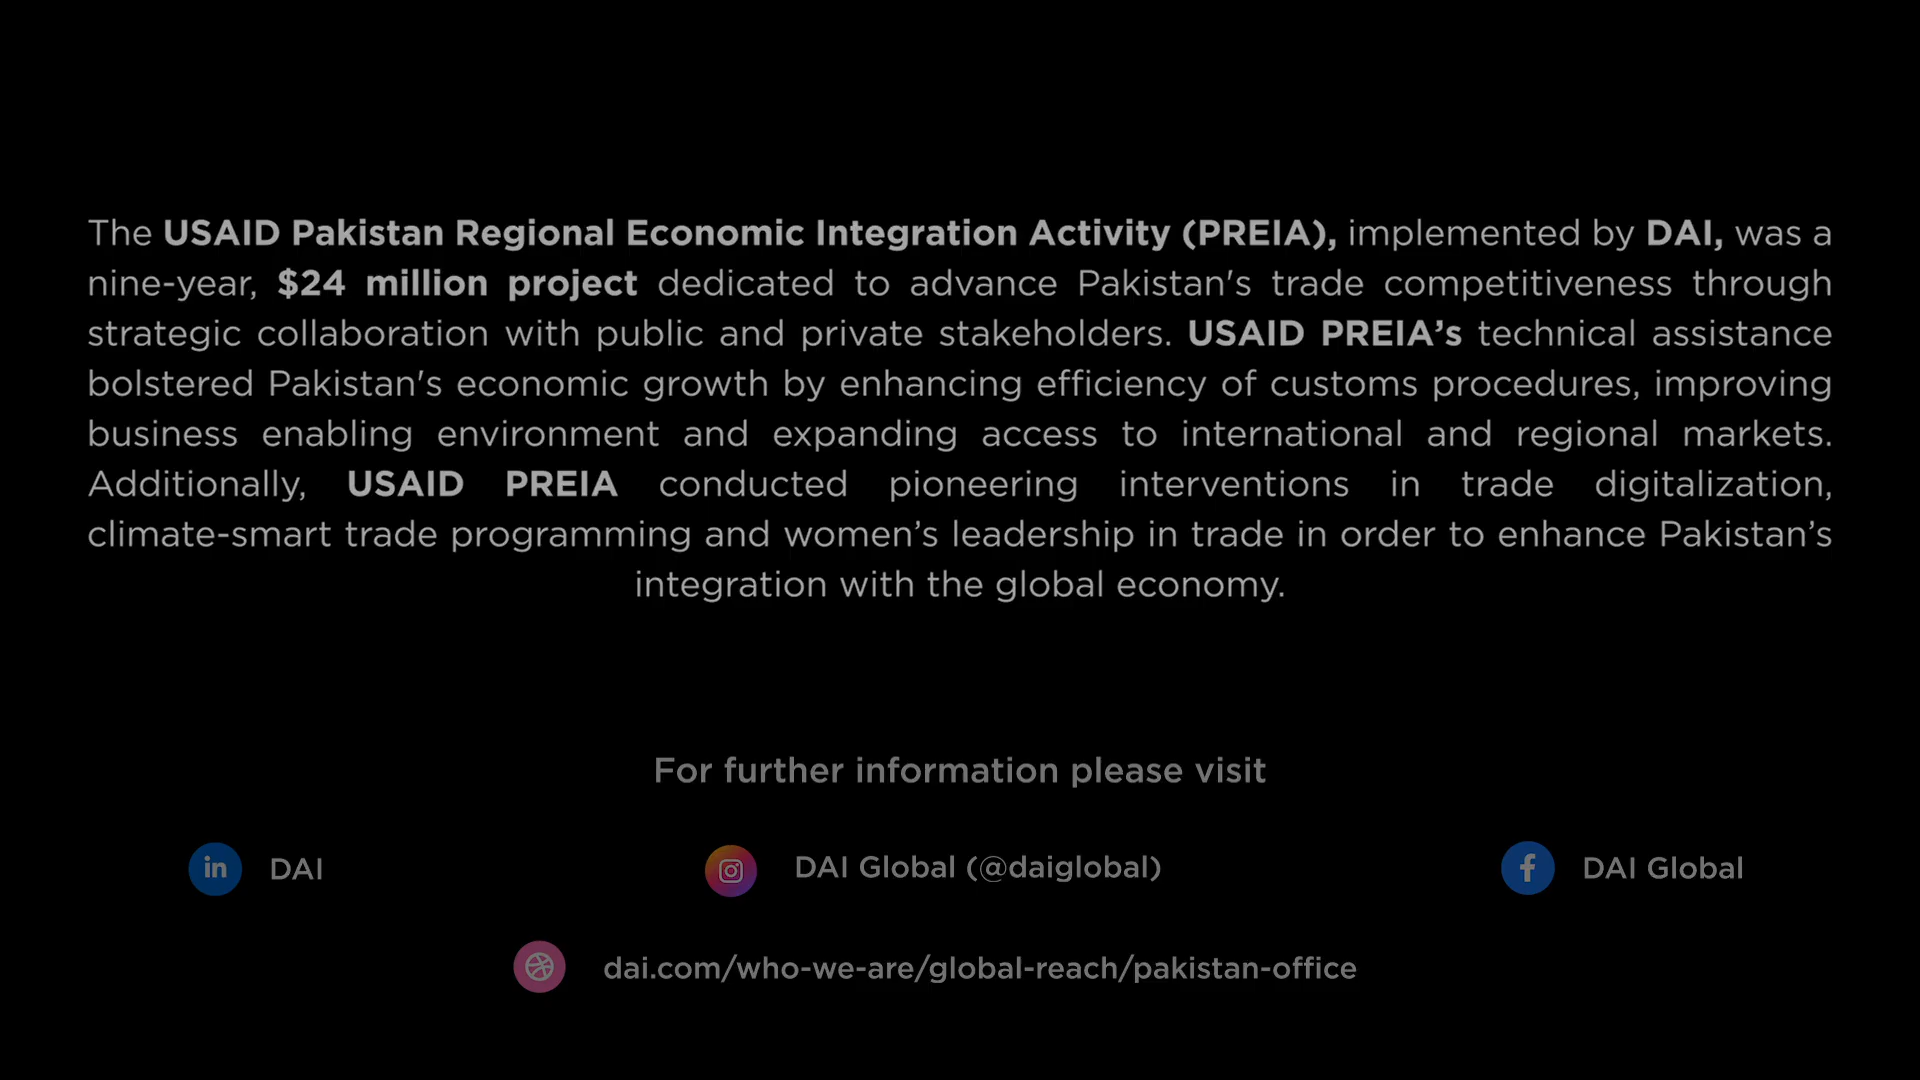 The USAID Pakistan Regional Economic Integration Activity (PREIA), implemented by DAI, was a
nine-year, $24 million project dedicated to advance Pakistan's trade competitiveness through
strategic collaboration with public and private stakeholders. USAID PREIA’s technical assistance
bolstered Pakistan's economic growth by enhancing efficiency of customs procedures, improving
business enabling environment and expanding access to international and regional markets.
Additionally, USAID PREIA conducted pioneering interventions in trade digitalization,
climate-smart trade programming and women’s leadership in trade in order to enhance Pakistan’s
integration with the global economy.
For further information please visit
in DAI
DAI Global (@daiglobal)
f DAI Global
dai.com/who-we-are/global-reach/pakistan-office